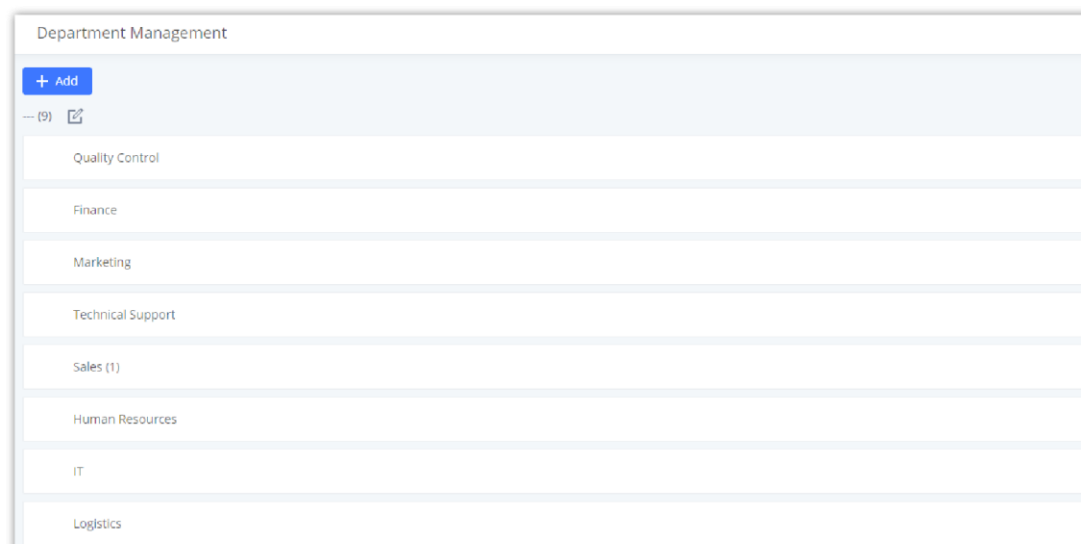 Department Management
+ Add
--- (9)
Quality Control
Finance
Marketing
Technical Support
Sales (1)
Human Resources
IT
Logistics